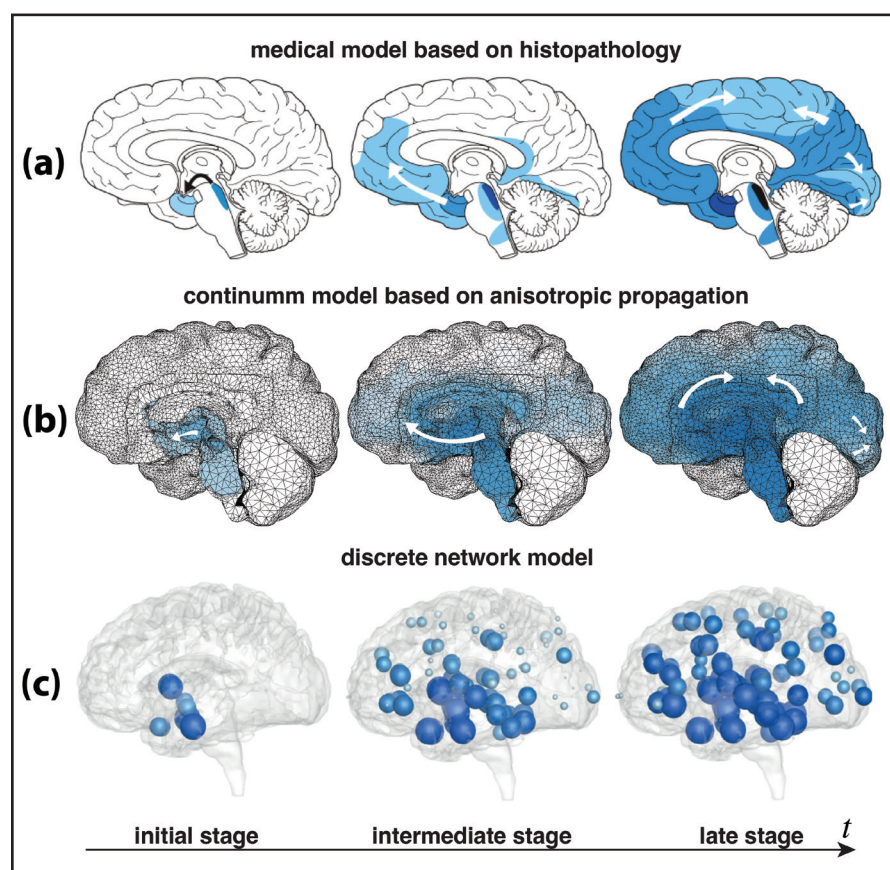 medical model based on histopathology
(a)
continumm model based on anisotropic propagation
(b)
discrete network model
(c)
initial stage intermediate stage late stage t